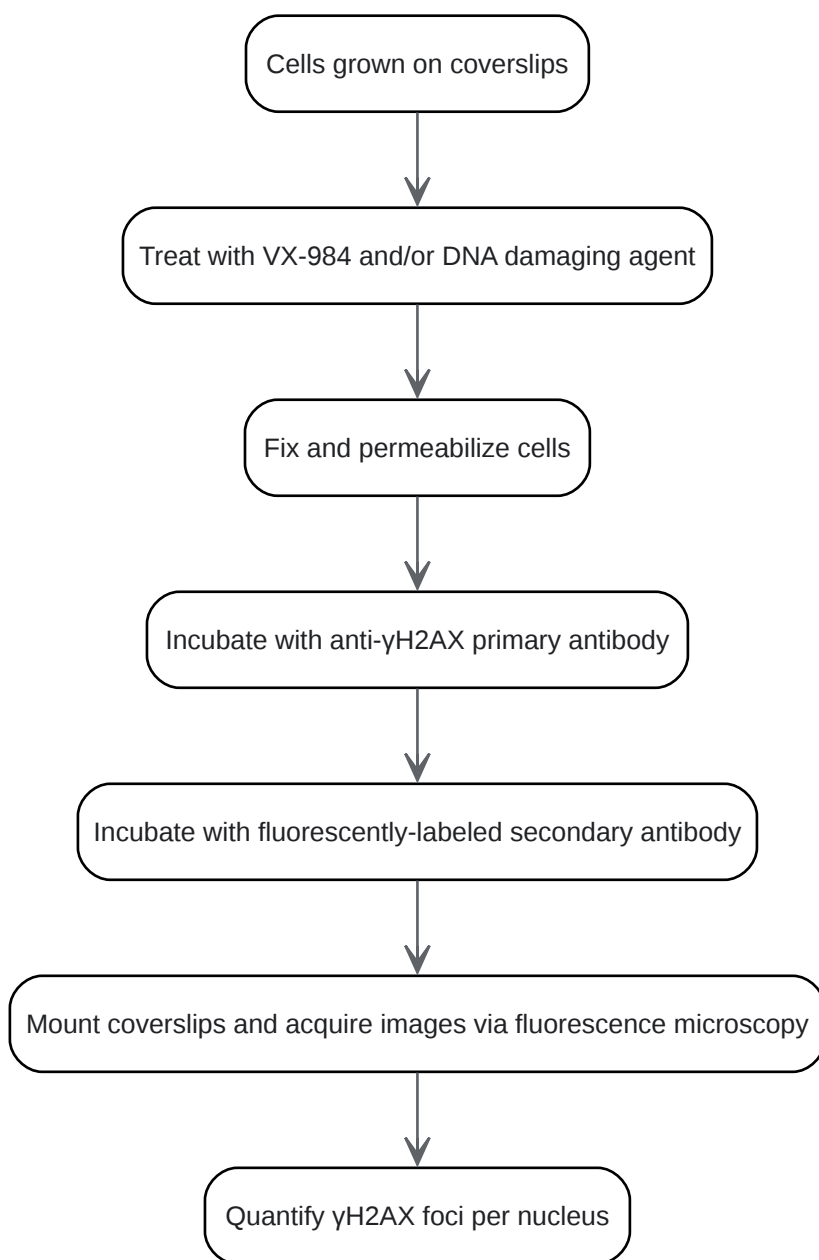 Cells grown on coverslips
Treat with VX-984 and/or DNA damaging agent
Fix and permeabilize cells
Incubate with anti-γH2AX primary antibody
Incubate with fluorescently-labeled secondary antibody
Mount coverslips and acquire images via fluorescence microscopy
Quantify γH2AX foci per nucleus